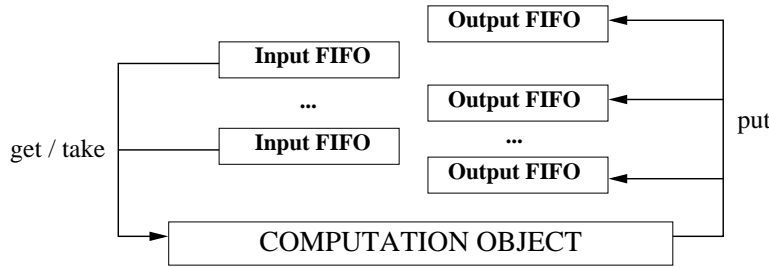 Output FIFO
Input FIFO
...
Output FIFO
put
get / take
Input FIFO
...
Output FIFO
COMPUTATION OBJECT